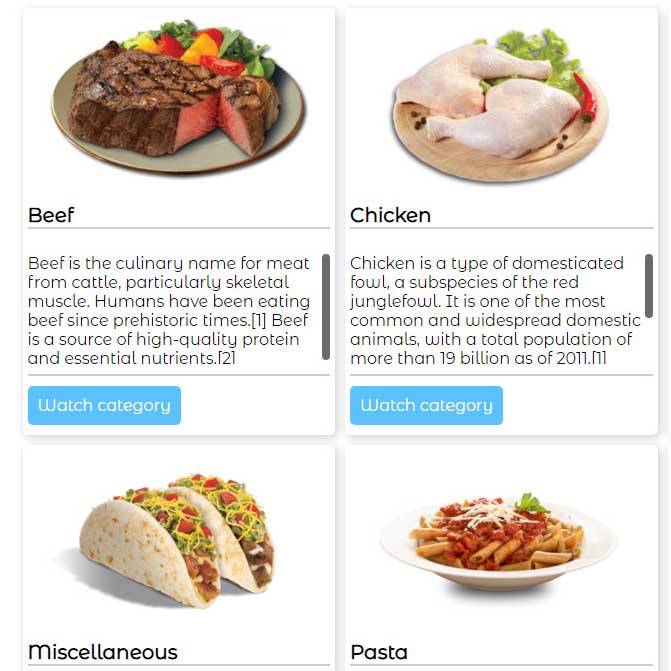 Beef
Beef is the culinary name for meat
from cattle, particularly skeletal
muscle. Humans have been eating
beef since prehistoric times.[1] Beef
is a source of high-quality protein
and essential nutrients.[2]
Watch category
Chicken
Chicken is a type of domesticated
fowl, a subspecies of the red
junglefowl. It is one of the most
common and widespread domestic
animals, with a total population of
more than 19 billion as of 2011.[1]
Watch category
Miscellaneous
Pasta